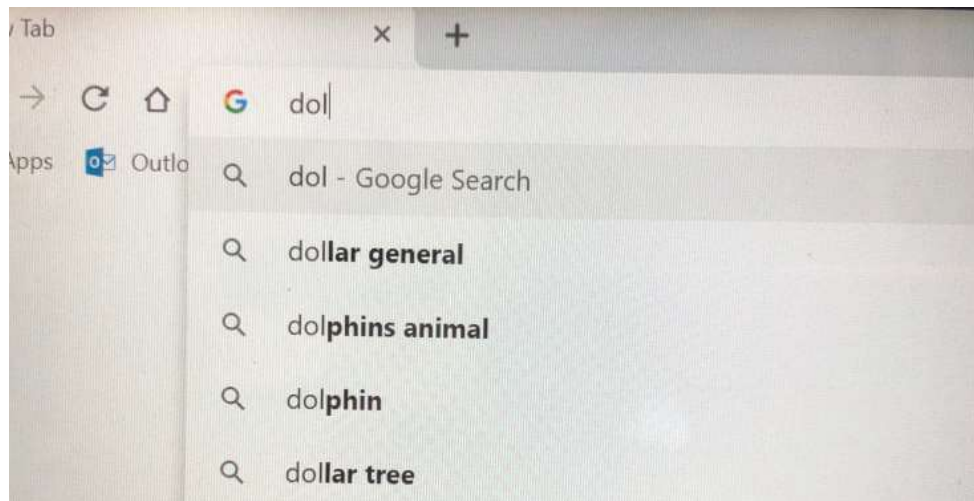 Tab
dol
Apps Outlo
dol - Google Search
dollar general
dolphins animal
dolphin
dollar tree